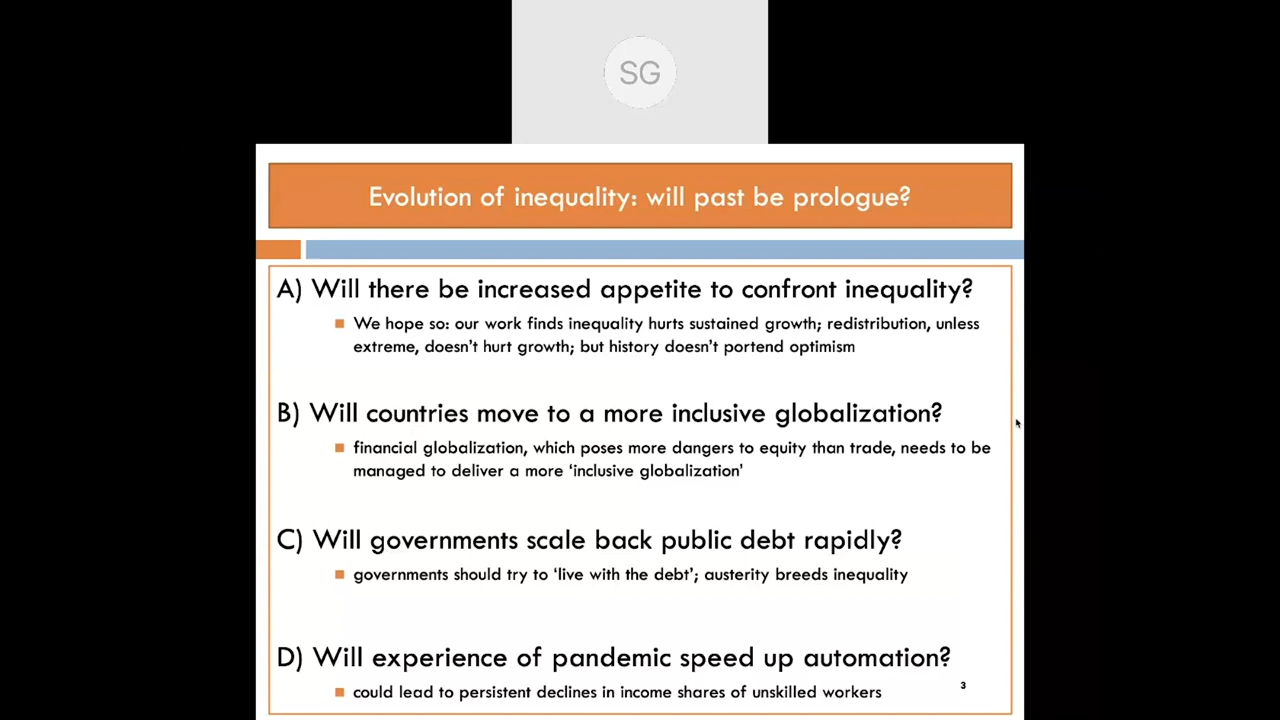 SG
Evolution of inequality: will past be prologue?
A) Will there be increased appetite to confront inequality?
We hope so: our work finds inequality hurts sustained growth; redistribution, unless
extreme, doesn't hurt growth; but history doesn't portend optimism
B) Will countries move to a more inclusive globalization?
financial globalization, which poses more dangers to equity than trade, needs to be
managed to deliver a more ‘inclusive globalization’
C) Will governments scale back public debt rapidly?
governments should try to ‘live with the debt’; austerity breeds inequality
D) Will experience of pandemic speed up automation?
could lead to persistent declines in income shares of unskilled workers
3